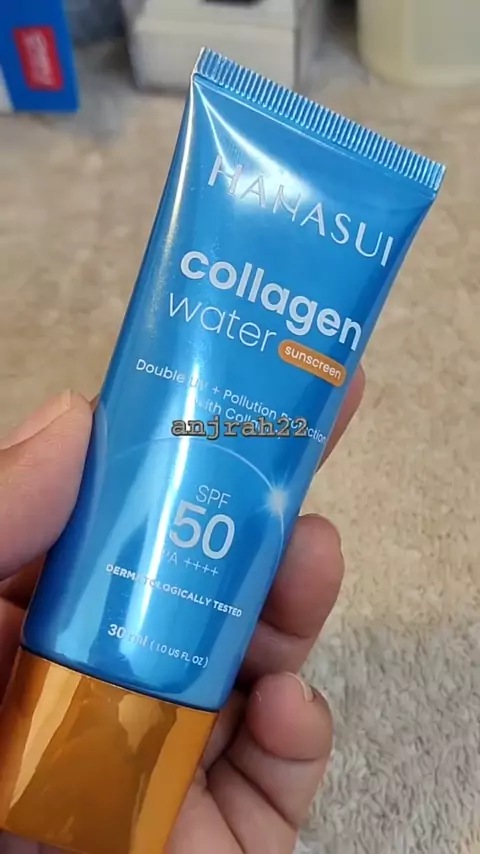 HANASUI
collagen
water sunscreen
Double UV + Pollution Protection
with Coll
anjrah22
SPF
50
PA ++++
DERMATOLOGICALLY TESTED
30 ml (1.0 US FL OZ)